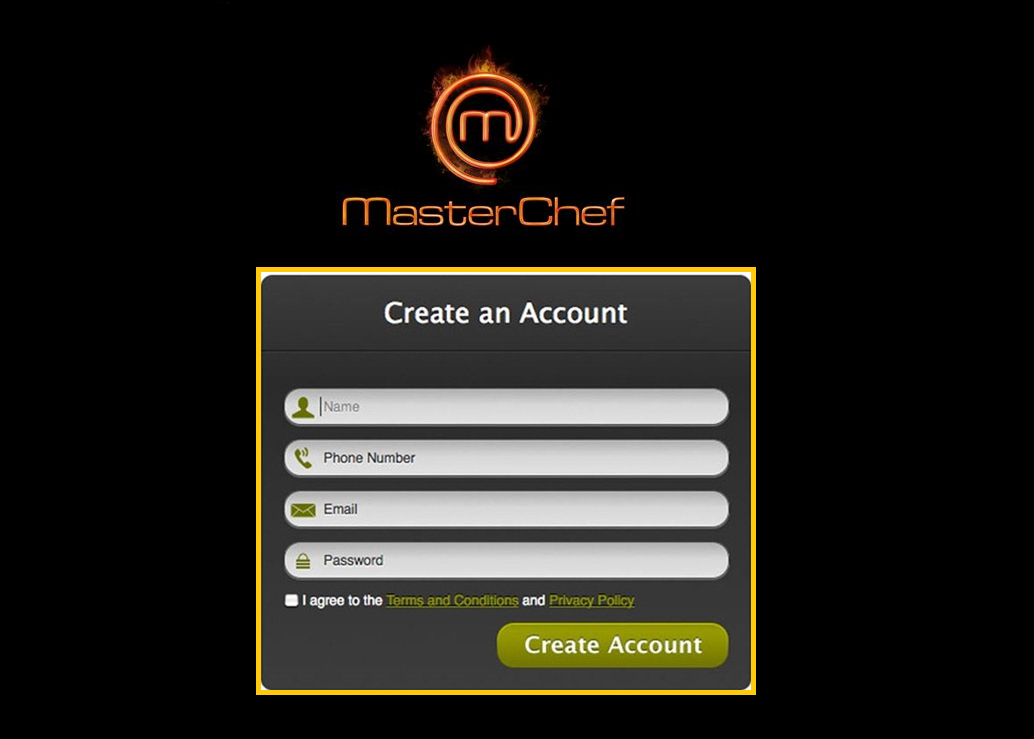 MasterChef
Create an Account
Name
Phone Number
Email
Password
I agree to the Terms and Conditions and Privacy Policy
Create Account